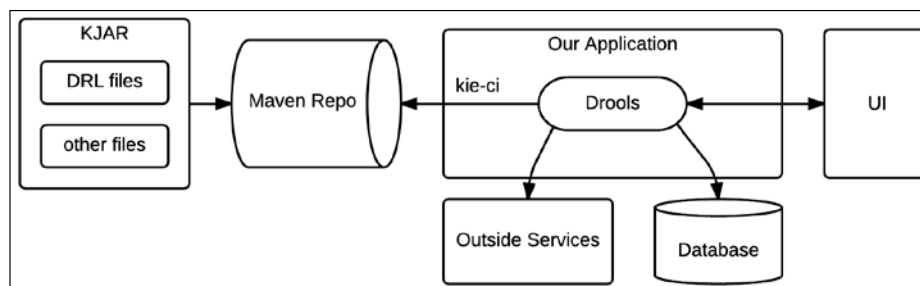 KJAR
DRL files
other files
Maven Repo
kie-ci
Our Application
Drools
UI
Outside Services
Database